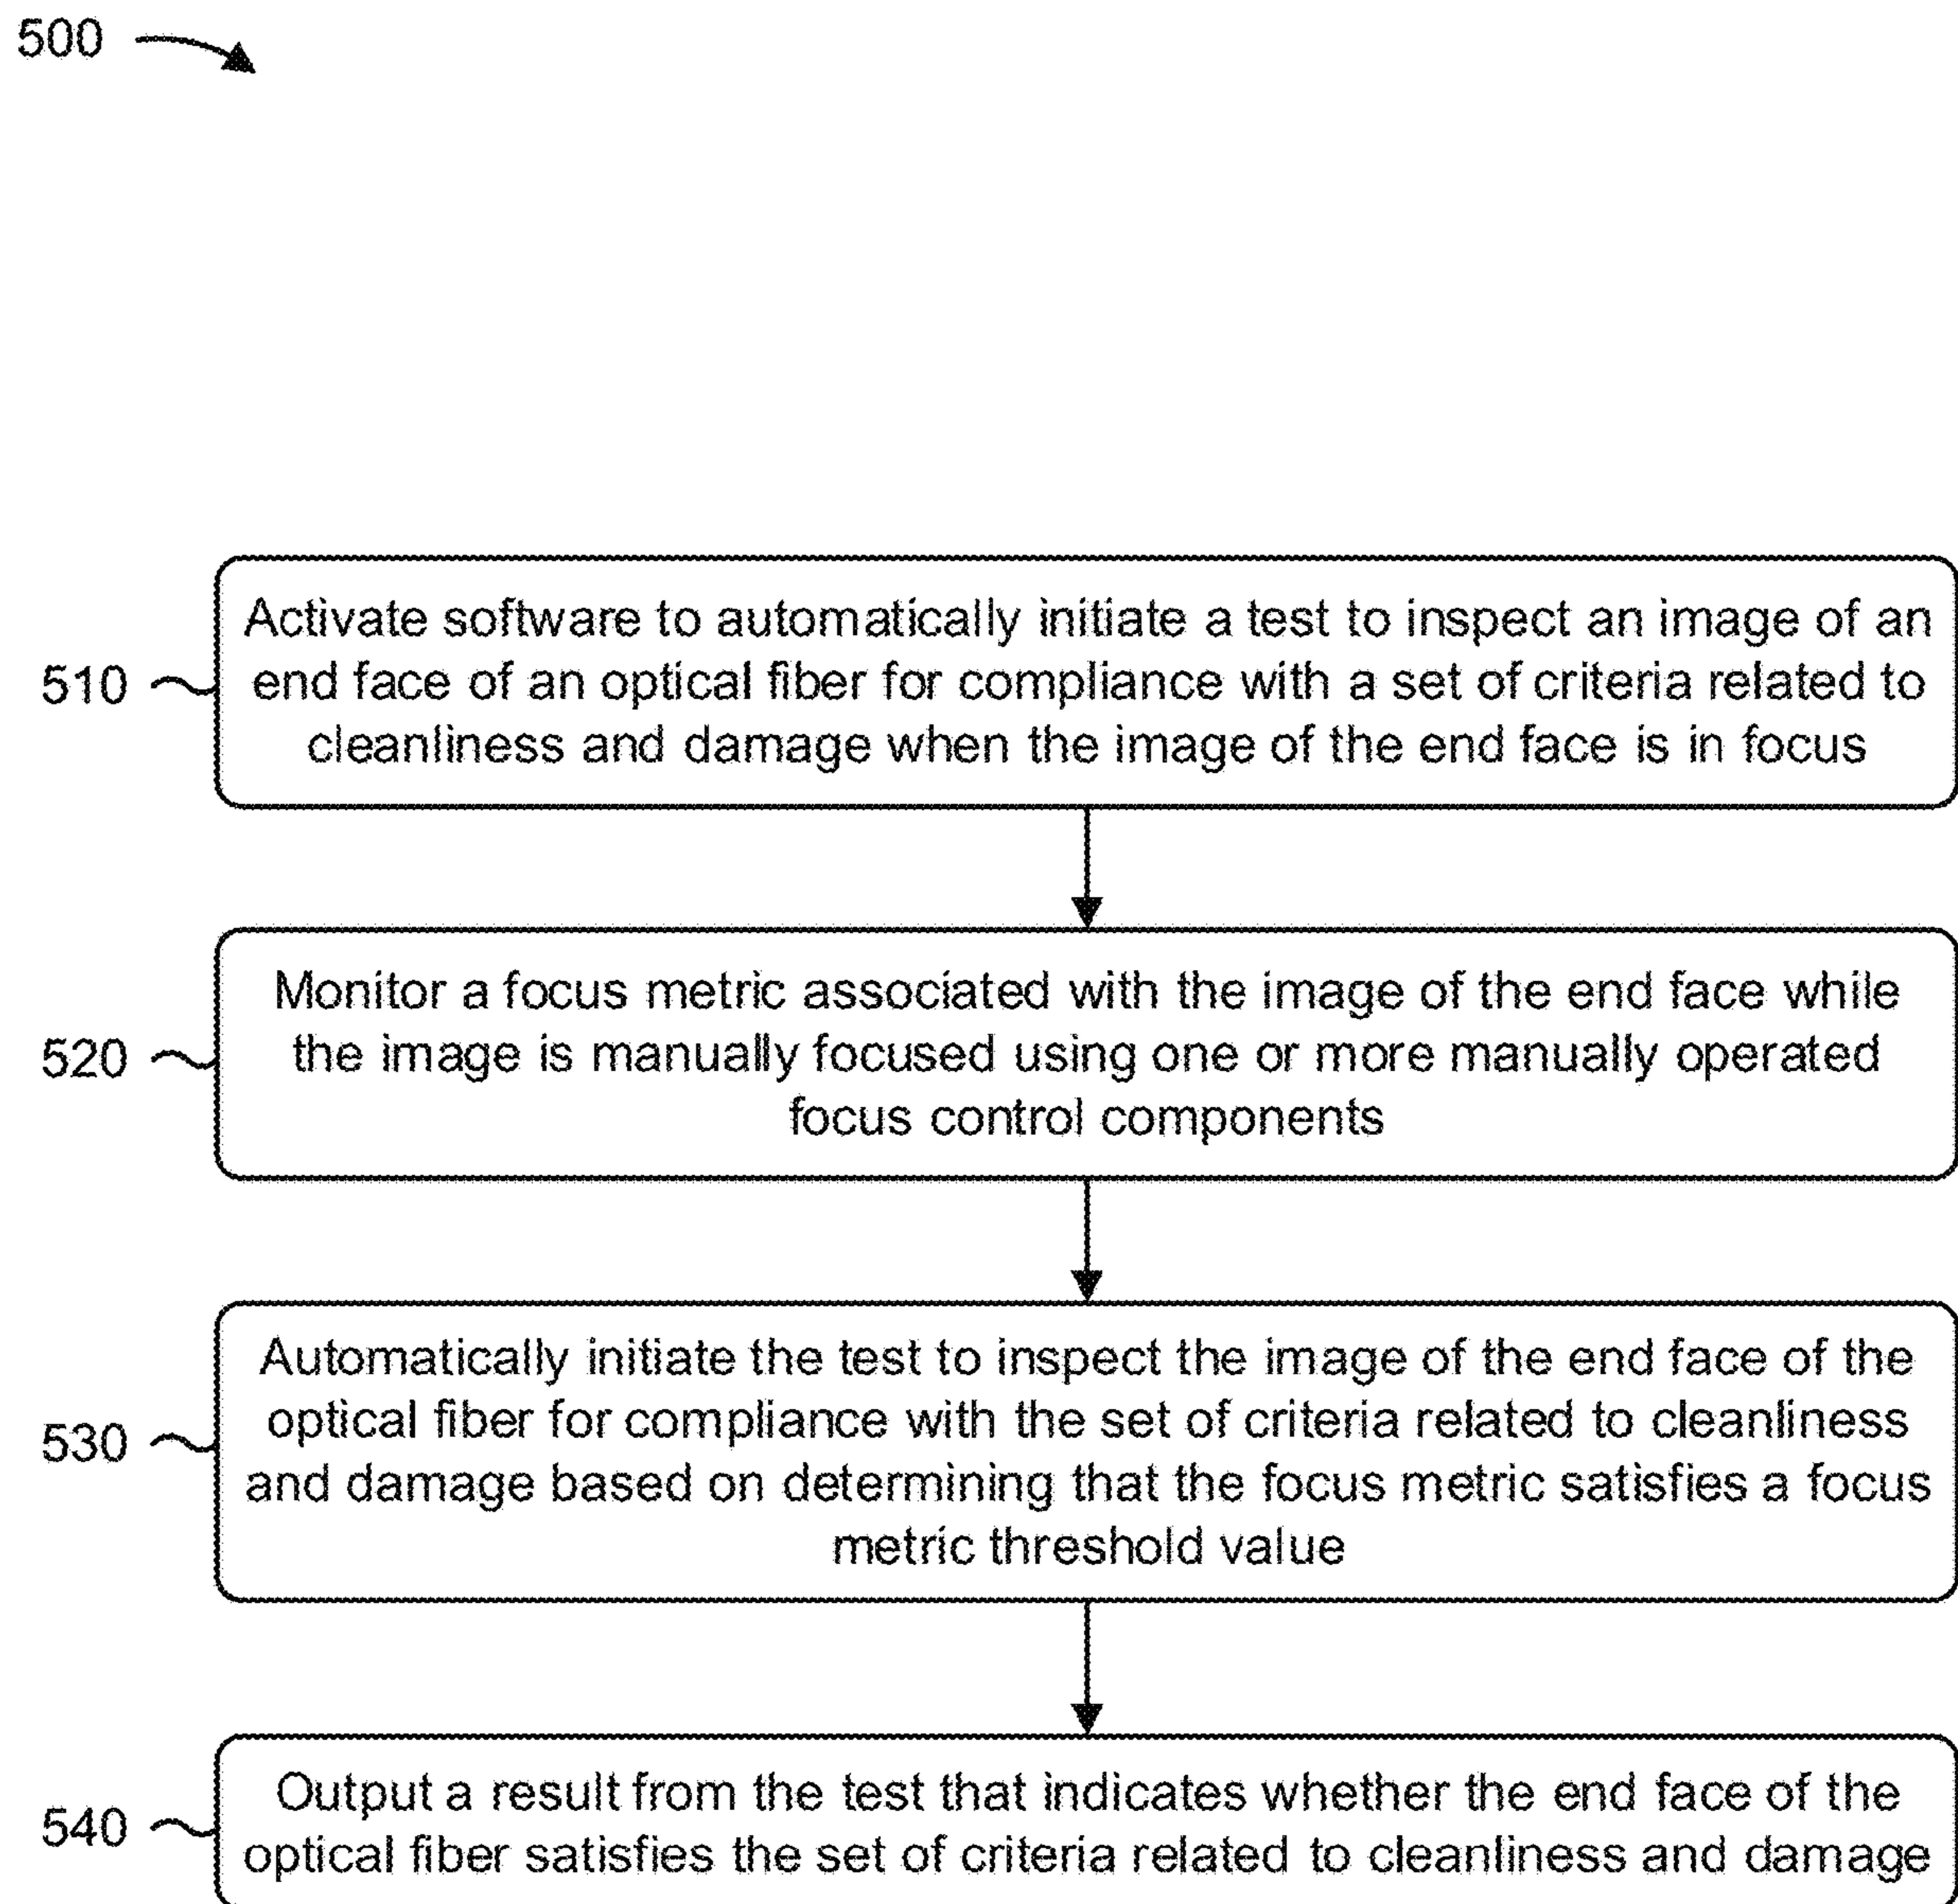 500
510
Activate software to automatically initiate a test to inspect an image of an
end face of an optical fiber for compliance with a set of criteria related to
cleanliness and damage when the image of the end face is in focus
520
Monitor a focus metric associated with the image of the end face while
the image is manually focused using one or more manually operated
focus control components
530
Automatically initiate the test to inspect the image of the end face of the
optical fiber for compliance with the set of criteria related to cleanliness
and damage based on determining that the focus metric satisfies a focus
metric threshold value
540
Output a result from the test that indicates whether the end face of the
optical fiber satisfies the set of criteria related to cleanliness and damage